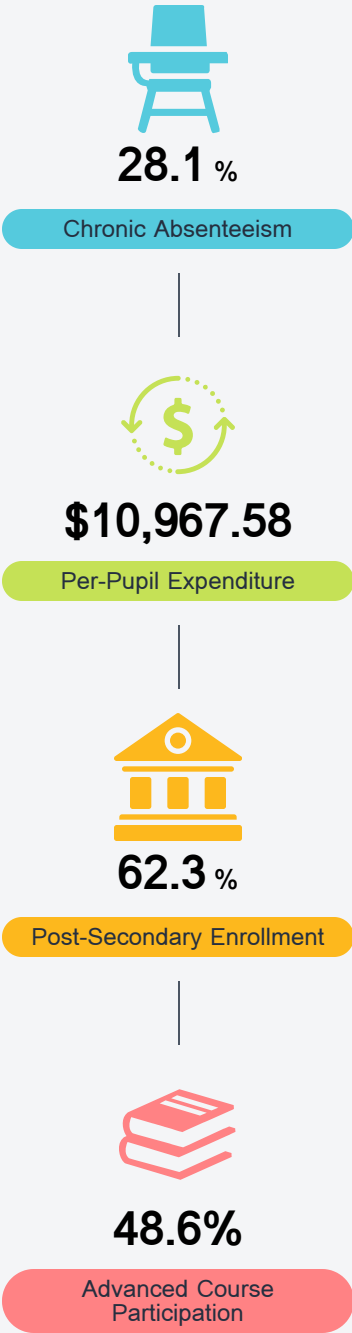 28.1 %
Chronic Absenteeism
$
$10,967.58
Per-Pupil Expenditure
62.3 %
Post-Secondary Enrollment
48.6%
Advanced Course
Participation